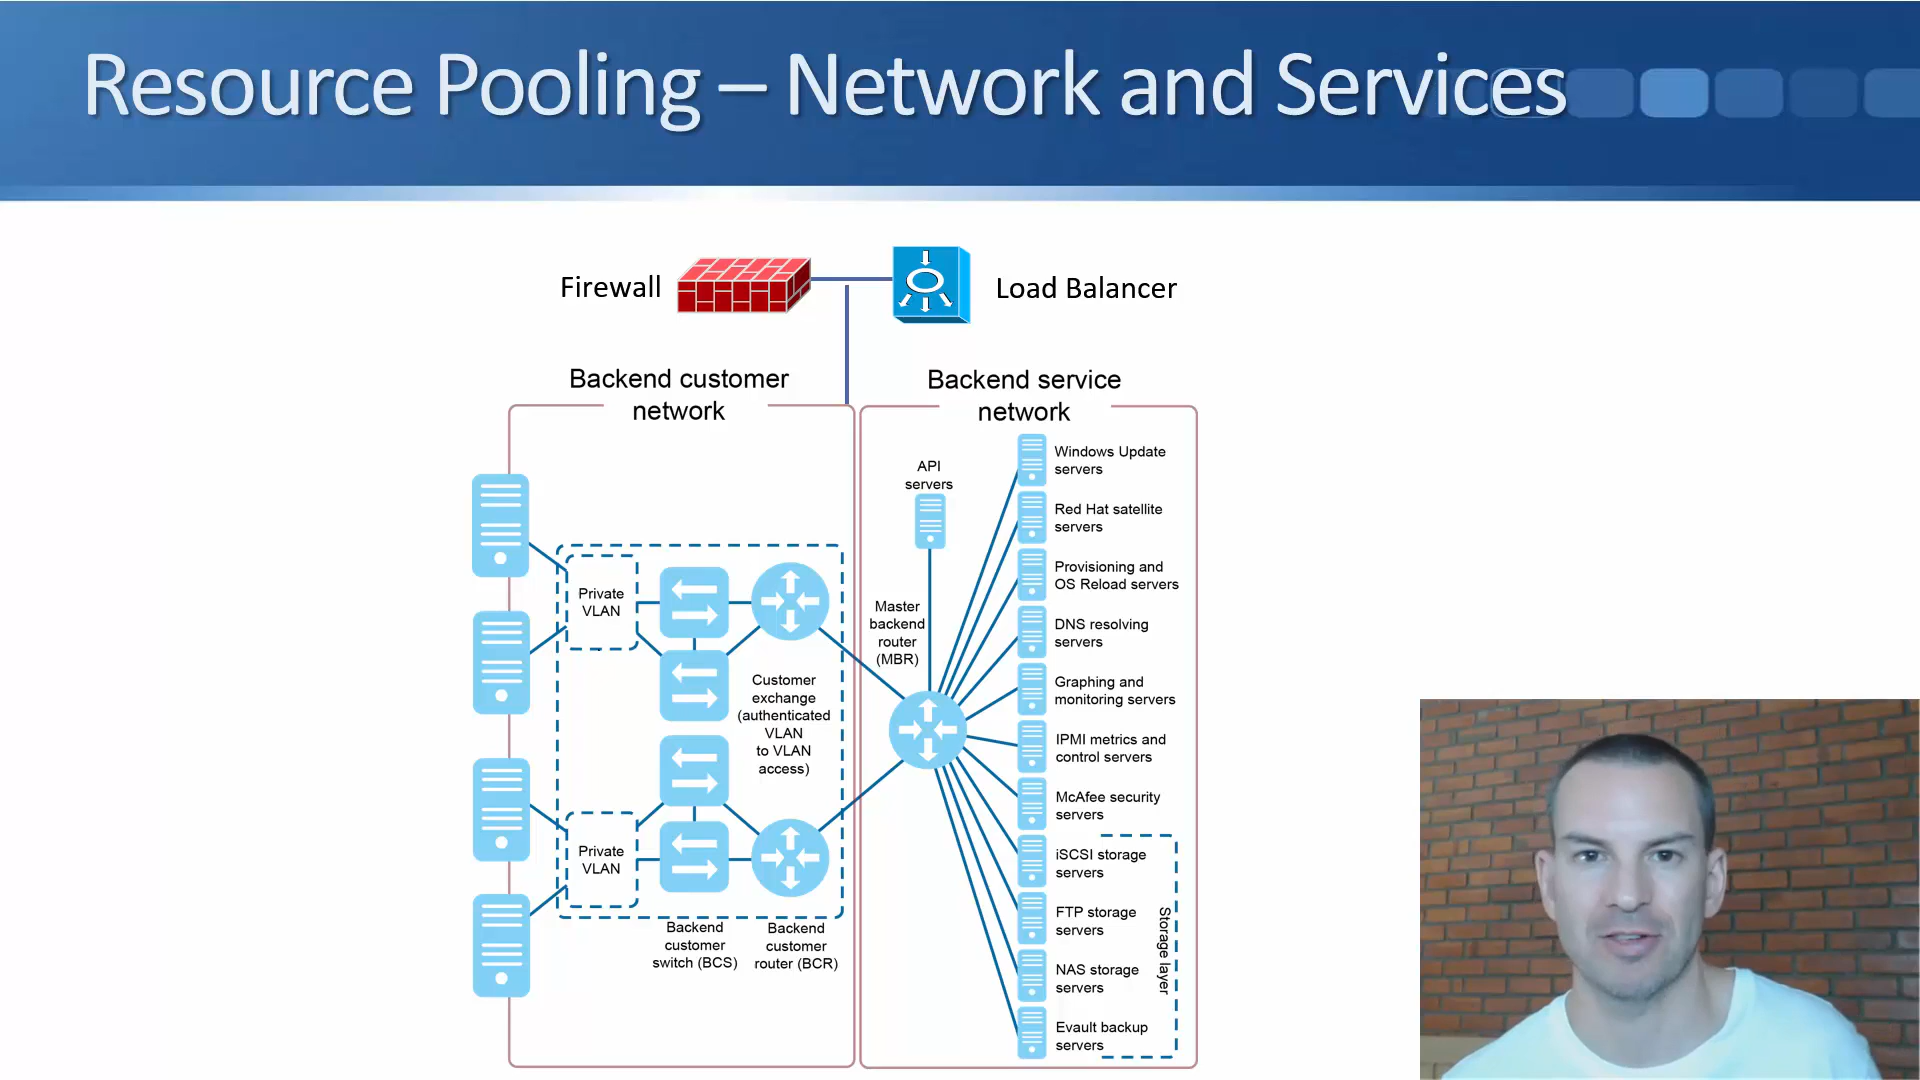 Resource Pooling – Network and Services
Firewall
Load Balancer
Backend customer
network
Backend service
network
API
servers
Master
backend
router
(MBR)
Private
VLAN
Customer
exchange
(authenticated
VLAN
to VLAN
access)
Private
VLAN
Backend
customer
switch (BCS)
Backend
customer
router (BCR)
Windows Update
servers
Red Hat satellite
servers
Provisioning and
OS Reload servers
DNS resolving
servers
Graphing and
monitoring servers
IPMI metrics and
control servers
McAfee security
servers
iSCSI storage
servers
FTP storage
servers
NAS storage
servers
Evault backup
servers
Storage layer